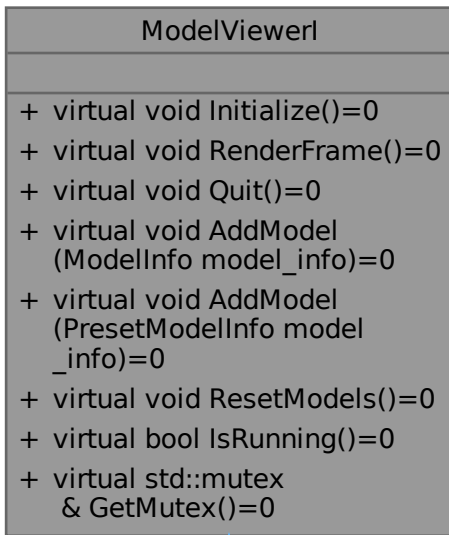 ModelViewerI
+ virtual void Initialize()=0
+ virtual void RenderFrame()=0
+ virtual void Quit()=0
+ virtual void AddModel
(ModelInfo model_info)=0
+ virtual void AddModel
(PresetModelInfo model
_info)=0
+ virtual void ResetModels()=0
+ virtual bool IsRunning()=0
+ virtual std::mutex
& GetMutex()=0